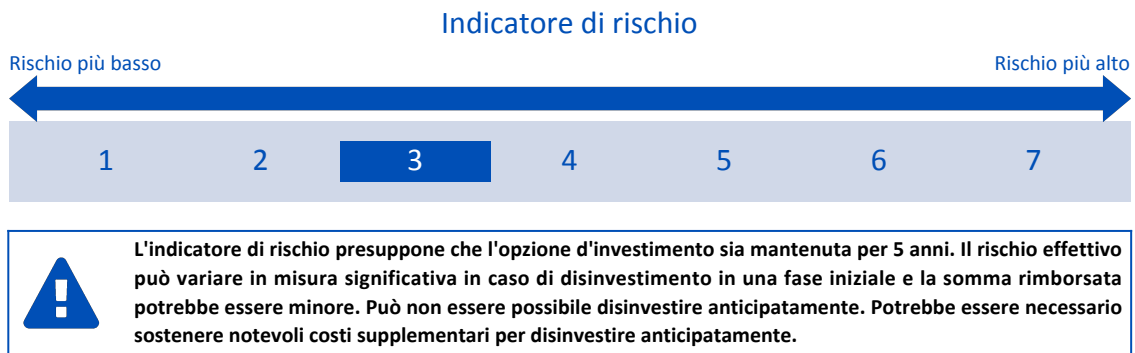 Indicatore di rischio
Rischio più basso Rischio più alto
1 2 3 4 5 6 7
L'indicatore di rischio presuppone che l'opzione d'investimento sia mantenuta per 5 anni. Il rischio effettivo
può variare in misura significativa in caso di disinvestimento in una fase iniziale e la somma rimborsata
potrebbe essere minore. Può non essere possibile disinvestire anticipatamente. Potrebbe essere necessario
sostenere notevoli costi supplementari per disinvestire anticipatamente.